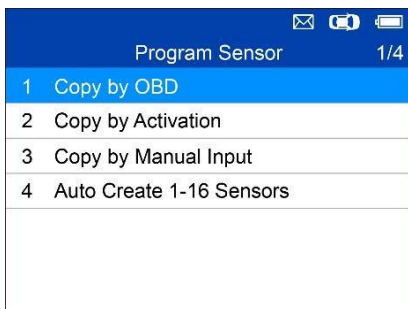 Program Sensor 1/4
1 Copy by OBD
2 Copy by Activation
3 Copy by Manual Input
4 Auto Create 1-16 Sensors